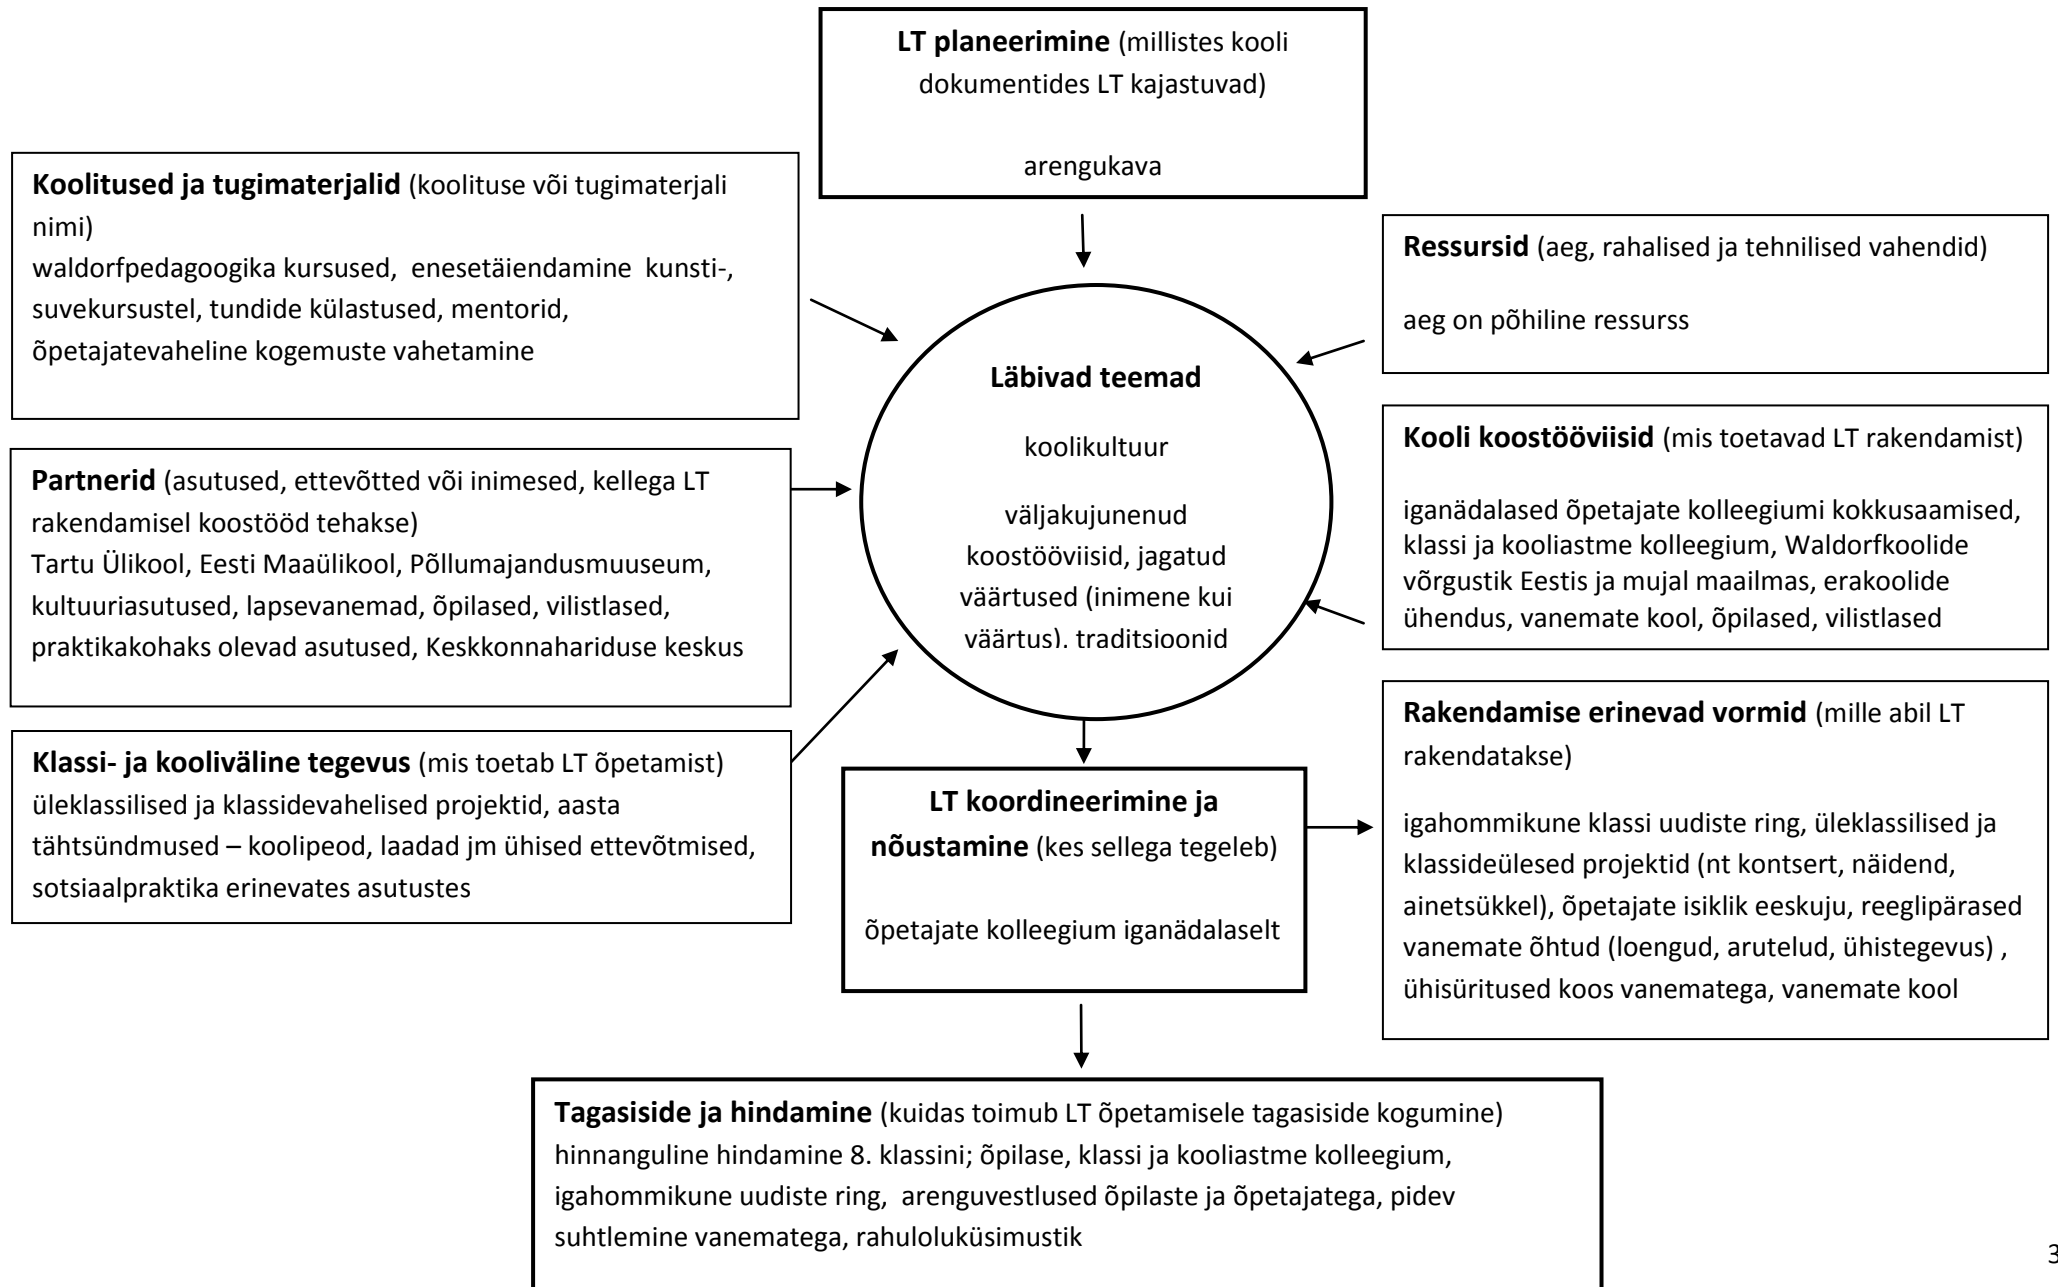 LT planeerimine (millistes kooli
dokumentides LT kajastuvad)
arengukava
Koolitused ja tugimaterjalid (koolituse või tugimaterjali
nimi)
waldorfpedagoogika kursused, enesetäiendamine kunsti-,
suvekursustel, tundide külastused, mentorid,
õpetajatevaheline kogemuste vahetamine
Ressursid (aeg, rahalised ja tehnilised vahendid)
aeg on põhiline ressurss
Läbivad teemad
koolikultuur
väljakujunenud
koostööviisid, jagatud
väärtused (inimene kui
väärtus), traditsioonid
Partnerid (asutused, ettevõtted või inimesed, kellega LT
rakendamisel koostööd tehakse)
Tartu Ülikool, Eesti Maaülikool, Põllumajandusmuuseum,
kultuuriasutused, lapsevanemad, õpilased, vilistlased,
praktikakohaks olevad asutused, Keskkonnahariduse keskus
Kooli koostööviisid (mis toetavad LT rakendamist)
iganädalased õpetajate kolleegiumi kokkusaamised,
klassi ja kooliastme kolleegium, Waldorfkoolide
võrgustik Eestis ja mujal maailmas, erakoolide
ühendus, vanemate kool, õpilased, vilistlased
Klassi- ja kooliväline tegevus (mis toetab LT õpetamist)
üleklassilised ja klassidevahelised projektid, aasta
tähtsündmused – koolipeod, laadad jm ühised ettevõtmised,
sotsiaalpraktika erinevates asutustes
LT koordineerimine ja
nõustamine (kes sellega tegeleb)
õpetajate kolleegium iganädalaselt
Rakendamise erinevad vormid (mille abil LT
rakendatakse)
igahommikune klassi uudiste ring, üleklassilised ja
klassideülesed projektid (nt kontsert, näidend,
ainetsükkel), õpetajate isiklik eeskuju, reeglipärased
vanemate õhtud (loengud, arutelud, ühistegevus) ,
ühisüritused koos vanematega, vanemate kool
Tagasiside ja hindamine (kuidas toimub LT õpetamisele tagasiside kogumine)
hinnanguline hindamine 8. klassini; õpilase, klassi ja kooliastme kolleegium,
igahommikune uudiste ring, arenguvestlused õpilaste ja õpetajatega, pidev
suhtlemine vanematega, rahuloluküsimustik
3